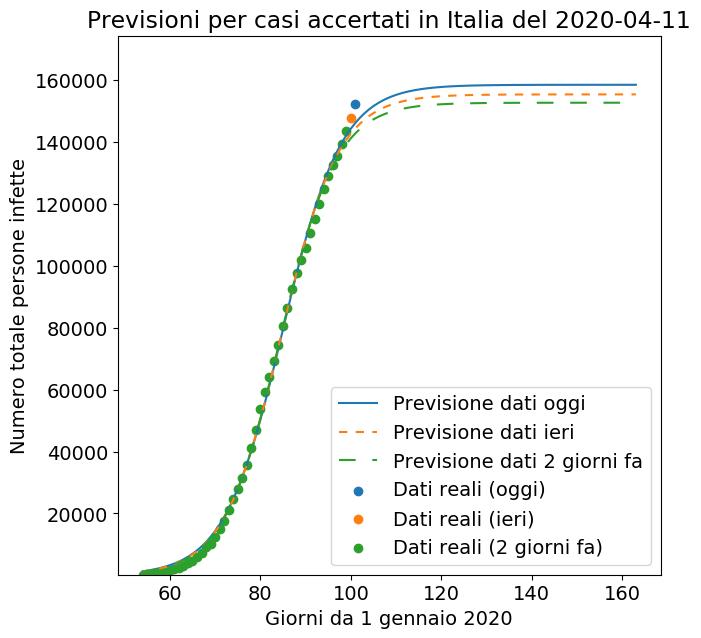 Previsioni per casi accertati in Italia del 2020-04-11
Numero totale persone infette
160000
140000
120000
100000
80000
60000
40000
20000
60
80
100
120
140
160
Giorni da 1 gennaio 2020
Previsione dati oggi
Previsione dati ieri
Previsione dati 2 giorni fa
Dati reali (oggi)
Dati reali (ieri)
Dati reali (2 giorni fa)